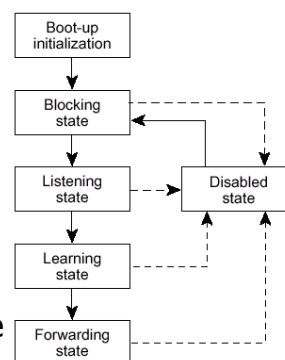 Boot-up
initialization
Blocking
state
Listening
state
Disabled
state
Learning
state
e
Forwarding
state